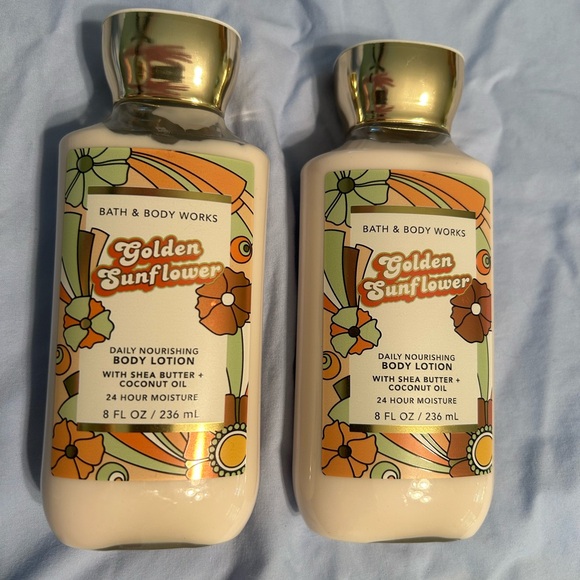 BATH & BODY WORKS
Golden
Sunflower
DAILY NOURISHING
BODY LOTION
WITH SHEA BUTTER +
COCONUT OIL
24 HOUR MOISTURE
8 FL OZ / 236 mL
BATH & BODY WORKS
Golden
Sunflower
DAILY NOURISHING
BODY LOTION
WITH SHEA BUTTER +
COCONUT OIL
24 HOUR MOISTURE
8 FL OZ / 236 mL